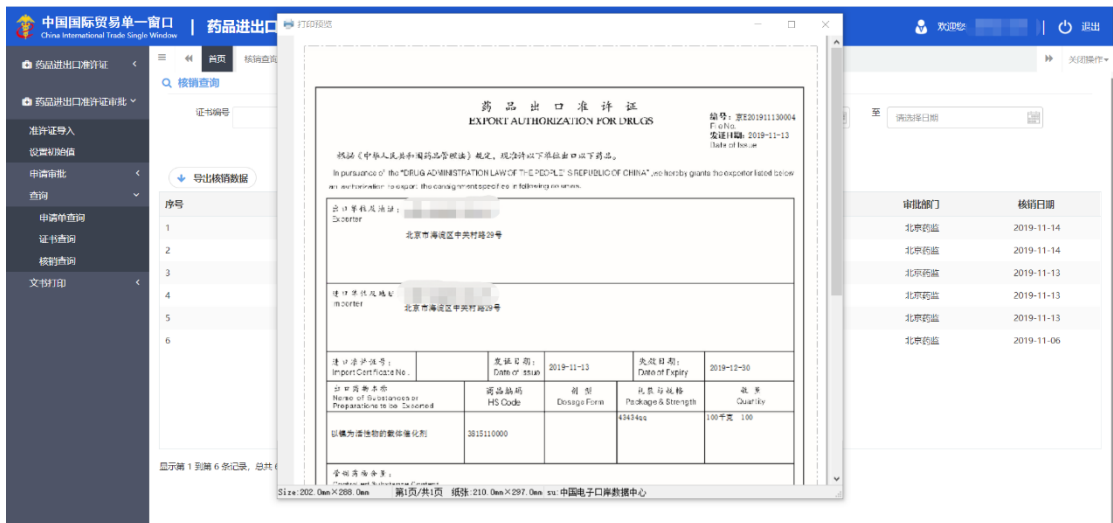 中国国际贸易单一窗口
China International Trade Single Window
药品进出口
欢迎您
退出
打印预览
药品进出口准许证
药品进出口准许证审批
准许证导入
设置初始值
申请审批
查询
申请单查询
证书查询
核销查询
文书打印
首页
核销查询
关闭操作
核销查询
证书编号
至
请选择日期
导出核销数据
序号
审批部门
核销日期
1
北京药监
2019-11-14
2
北京药监
2019-11-14
3
北京药监
2019-11-13
4
北京药监
2019-11-13
5
北京药监
2019-11-13
6
北京药监
2019-11-06
显示第 1 到第 6 条记录，总共
药品出口准许证
EXPORT AUTHORIZATION FOR DRUGS
编号：京E201911130004
File No.
发证日期：2019-11-13
Date of Issue
根据《中华人民共和国药品管理法》规定，现准许以下单位出口以下药品。
In pursuance of the "DRUG ADMINISTRATION LAW OF THE PEOPLE' S REPUBLIC OF CHINA" ,we hereby grants the exporter listed below
an authorization to export the consignment specified in following columns.
出口单位及地址：
Exporter
北京市海淀区中关村路29号
进口单位及地址
Importer
北京市海淀区中关村路29号
进口准许证号：
Import Certificate No.
发证日期：
Date of Issue
2019-11-13
失效日期：
Date of Expiry
2019-12-30
出口药物名称
Name of Substances or
Preparations to be Exported
商品编码
HS Code
剂 型
Dosage Form
包装与规格
Package & Strength
数 量
Quantity
以镍为活性物的载体催化剂
3815110000
43434qq
100千克 100
管制药物含量：
Controlled Substance Content
Size:202.0mm×288.0mm 第1页/共1页 纸张:210.0mm×297.0mm su:中国电子口岸数据中心